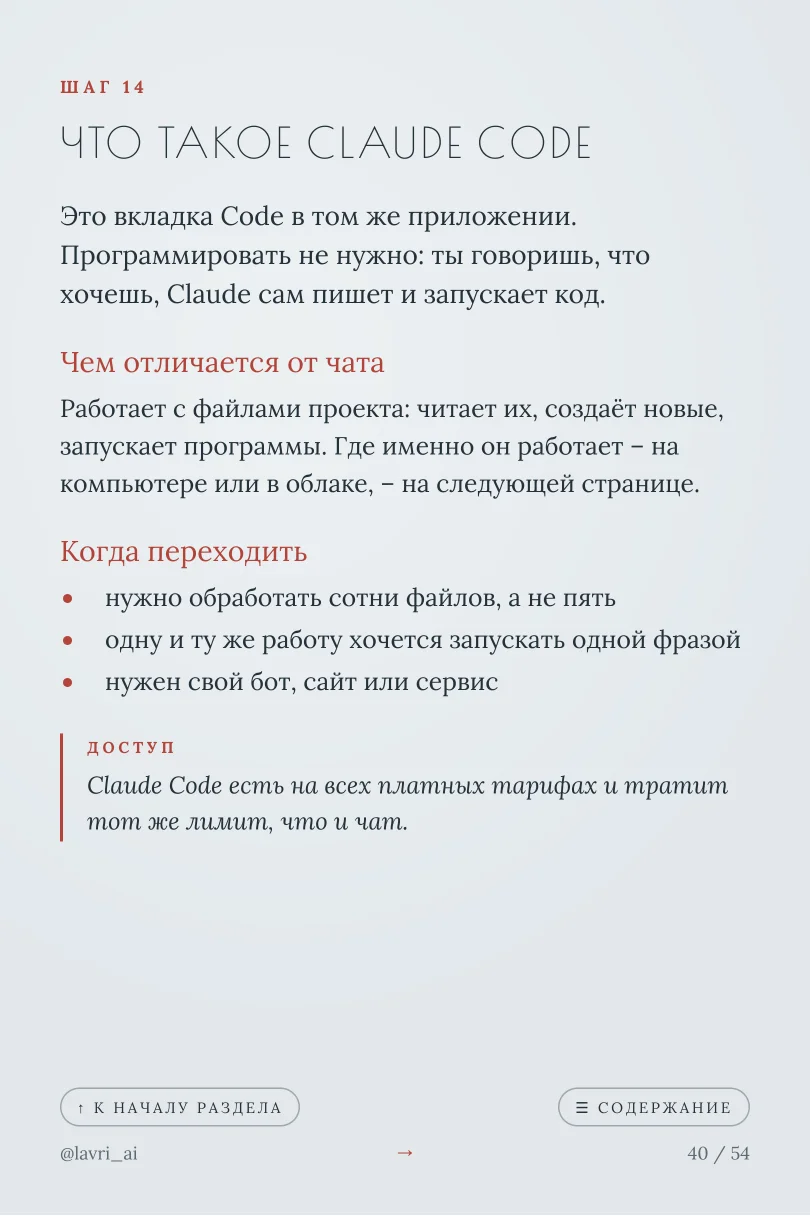 ШАГ 14
ЧТО ТАКОЕ CLAUDE CODE
Это вкладка Code в том же приложении.
Программировать не нужно: ты говоришь, что
хочешь, Claude сам пишет и запускает код.
Чем отличается от чата
Работает с файлами проекта: читает их, создаёт новые,
запускает программы. Где именно он работает – на
компьютере или в облаке, – на следующей странице.
Когда переходить
• нужно обработать сотни файлов, а не пять
• одну и ту же работу хочется запускать одной фразой
• нужен свой бот, сайт или сервис
ДОСТУП
Claude Code есть на всех платных тарифах и тратит
тот же лимит, что и чат.
↑ К НАЧАЛУ РАЗДЕЛА
☰ СОДЕРЖАНИЕ
@lavri_ai
→
40 / 54